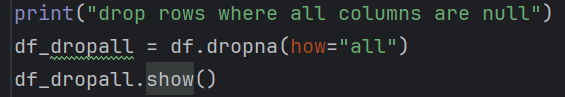 print("drop rows where all columns are null")
df_dropall = df.dropna(how="all")
df_dropall.show()